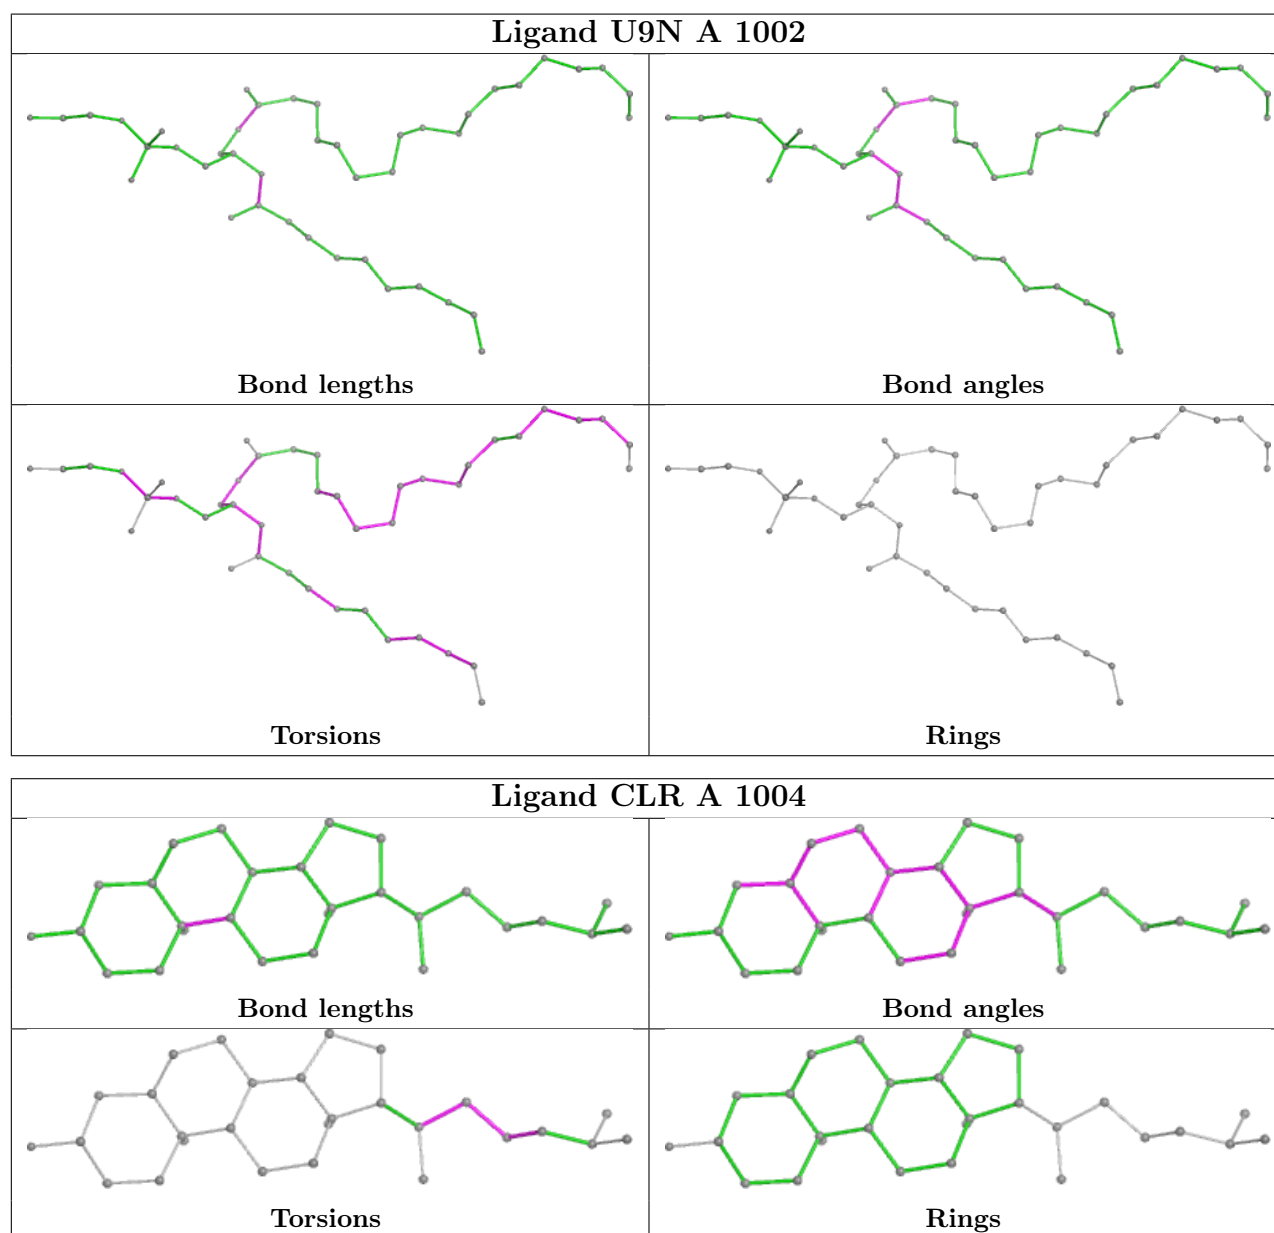 Ligand U9N A 1002
Bond lengths
Bond angles
Torsions
Rings
Ligand CLR A 1004
Bond lengths
Bond angles
Torsions
Rings